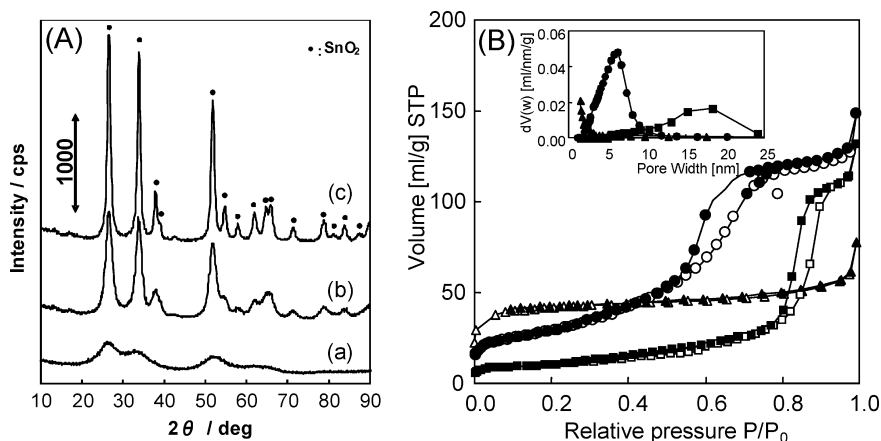 (A)
• : SnO₂
1000
(c)
(b)
(a)
Intensity / cps
10 20 30 40 50 60 70 80 90
2θ / deg
(B)
Volume [ml/g] STP
200
150
100
50
0
0.0 0.2 0.4 0.6 0.8 1.0
Relative pressure P/P₀
dV(w) [ml/nm/g]
0.06
0.04
0.02
0.00
0 5 10 15 20 25
Pore Width [nm]